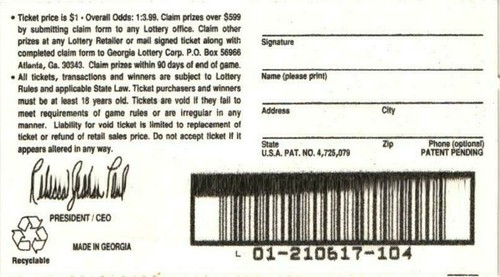 • Ticket price is $1 • Overall Odds: 1:3.99. Claim prizes over $599
by submitting claim form to any Lottery office. Claim other
prizes at any Lottery Retailer or mail signed ticket along with
completed claim form to Georgia Lottery Corp. P.O. Box 56966
Atlanta, Ga. 30343. Claim prizes within 90 days of end of game.
• All tickets, transactions and winners are subject to Lottery
Rules and applicable State Law. Ticket purchasers and winners
must be at least 18 years old. Tickets are void if they fail to
meet requirements of game rules or are irregular in any
manner. Liability for void ticket is limited to replacement of
ticket or refund of retail sales price. Do not accept ticket if it
appears altered in any way.
PRESIDENT / CEO
MADE IN GEORGIA
Recyclable
Signature
Name (please print)
Address City
State Zip Phone (optional)
U.S.A. PAT. NO. 4,725,079 PATENT PENDING
L 01-210617-104